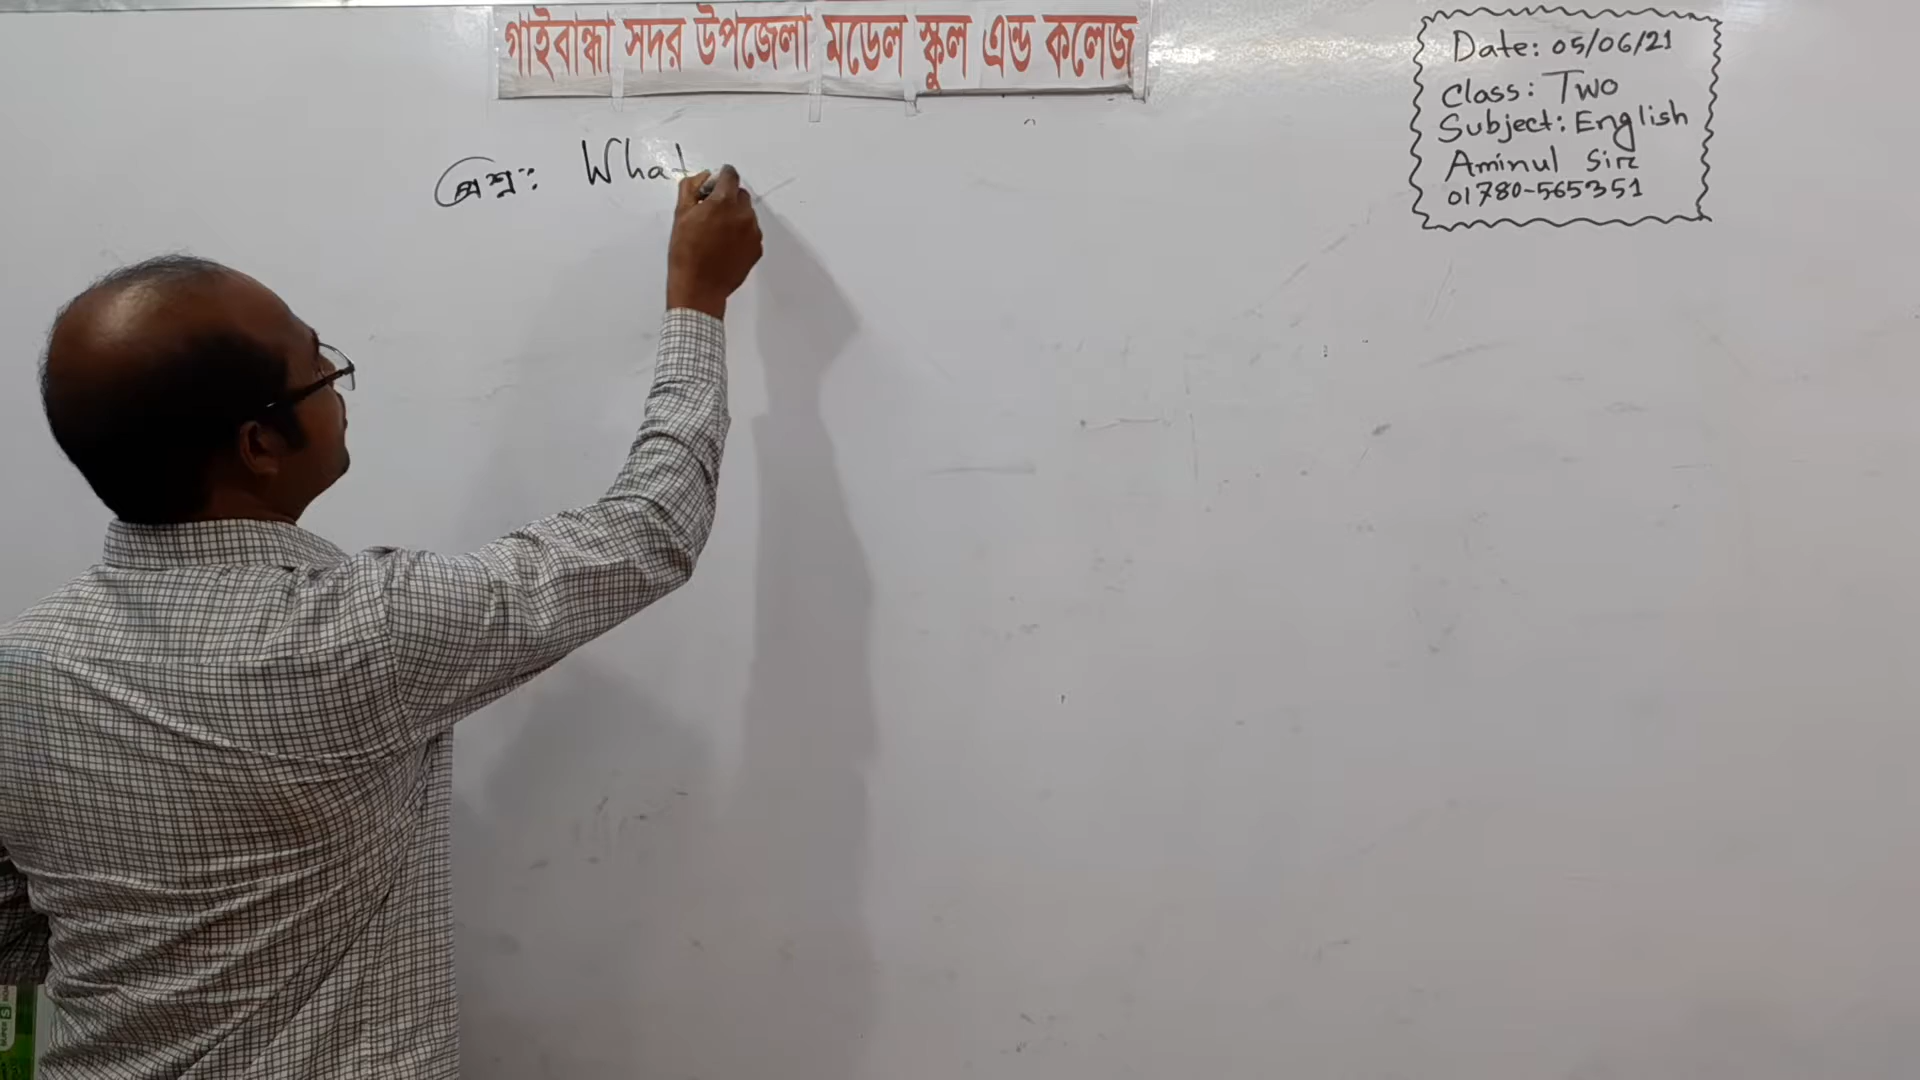 গাইবান্ধা সদর উপজেলা মডেল স্কুল এন্ড কলেজ
Date: 05/06/21
Class: Two
Subject: English
Aminul Sir
01780-565351
প্রশ্ন: What